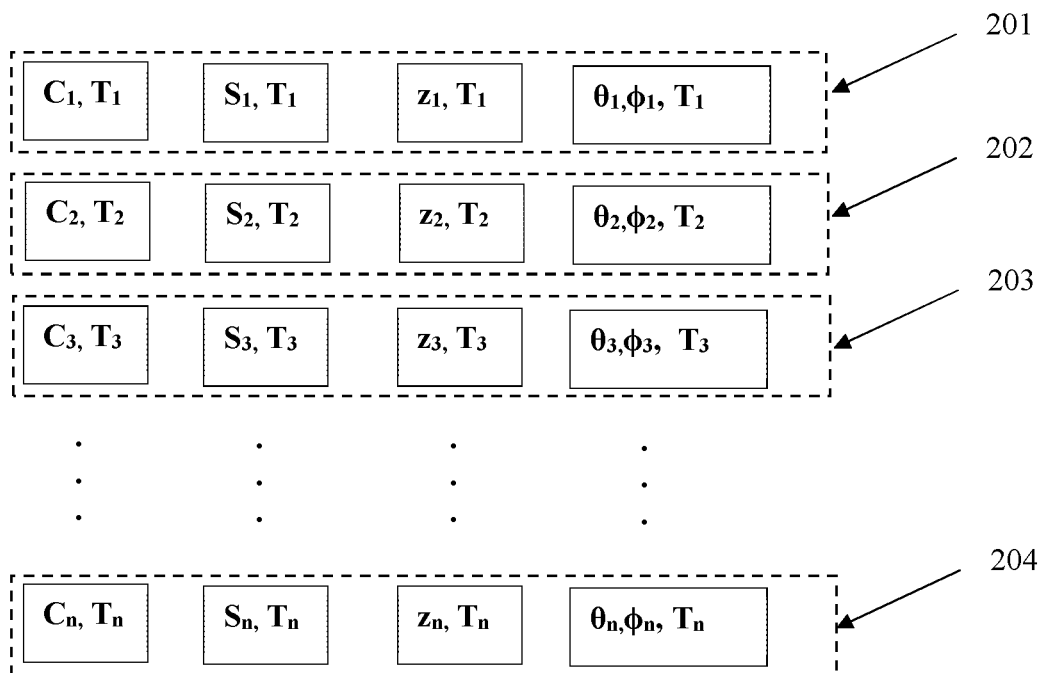 201
C₁, T₁ S₁, T₁ z₁, T₁ θ₁,ϕ₁, T₁
202
C₂, T₂ S₂, T₂ z₂, T₂ θ₂,ϕ₂, T₂
203
C₃, T₃ S₃, T₃ z₃, T₃ θ₃,ϕ₃, T₃
204
Cₙ, Tₙ Sₙ, Tₙ zₙ, Tₙ θₙ,ϕₙ, Tₙ